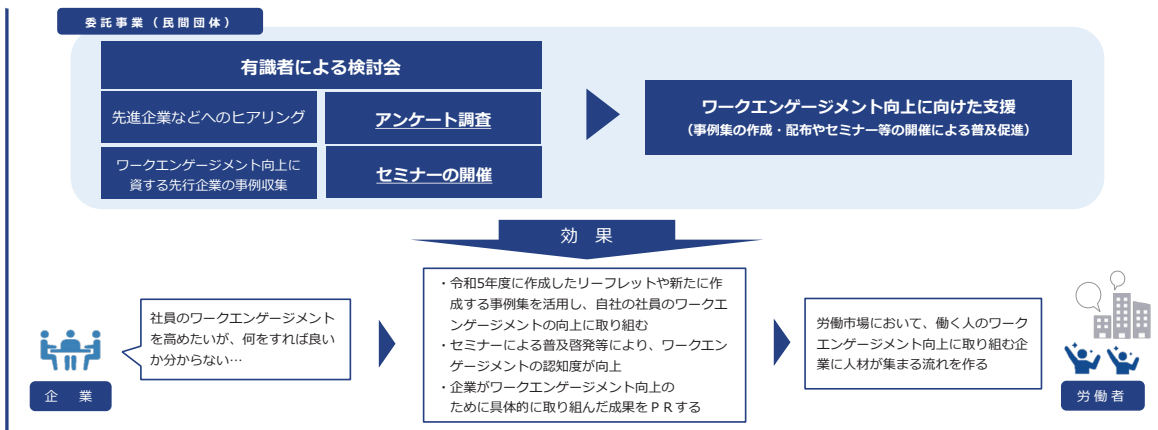 委託事業（民間団体）
有識者による検討会
先進企業などへのヒアリング
アンケート調査
ワークエンゲージメント向上に
資する先行企業の事例収集
セミナーの開催
ワークエンゲージメント向上に向けた支援
（事例集の作成・配布やセミナー等の開催による普及促進）
効　果
社員のワークエンゲージメント
を高めたいが、何をすれば良い
か分からない…
企　業
・令和5年度に作成したリーフレットや新たに作
成する事例集を活用し、自社の社員のワークエ
ンゲージメントの向上に取り組む
・セミナーによる普及啓発等により、ワークエン
ゲージメントの認知度が向上
・企業がワークエンゲージメント向上の
ために具体的に取り組んだ成果をＰＲする
労働市場において、働く人のワーク
エンゲージメント向上に取り組む企
業に人材が集まる流れを作る
労働者